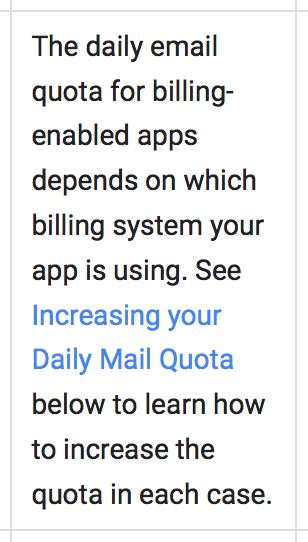 The daily email
quota for billing-
enabled apps
depends on which
billing system your
app is using. See
Increasing your
Daily Mail Quota
below to learn how
to increase the
quota in each case.